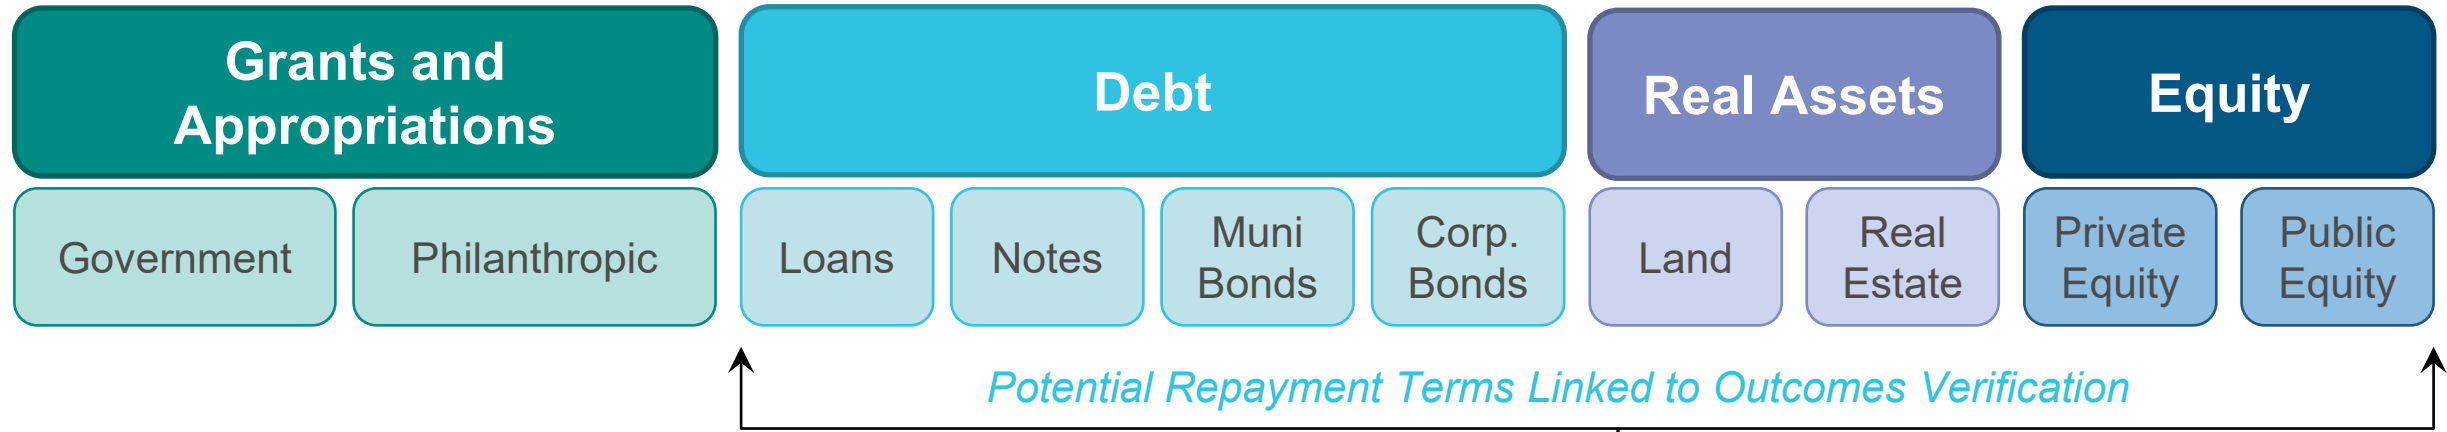 Grants and
Appropriations
Debt
Real Assets
Equity
Government
Philanthropic
Loans
Notes
Muni
Bonds
Corp.
Bonds
Land
Real
Estate
Private
Equity
Public
Equity
Potential Repayment Terms Linked to Outcomes Verification